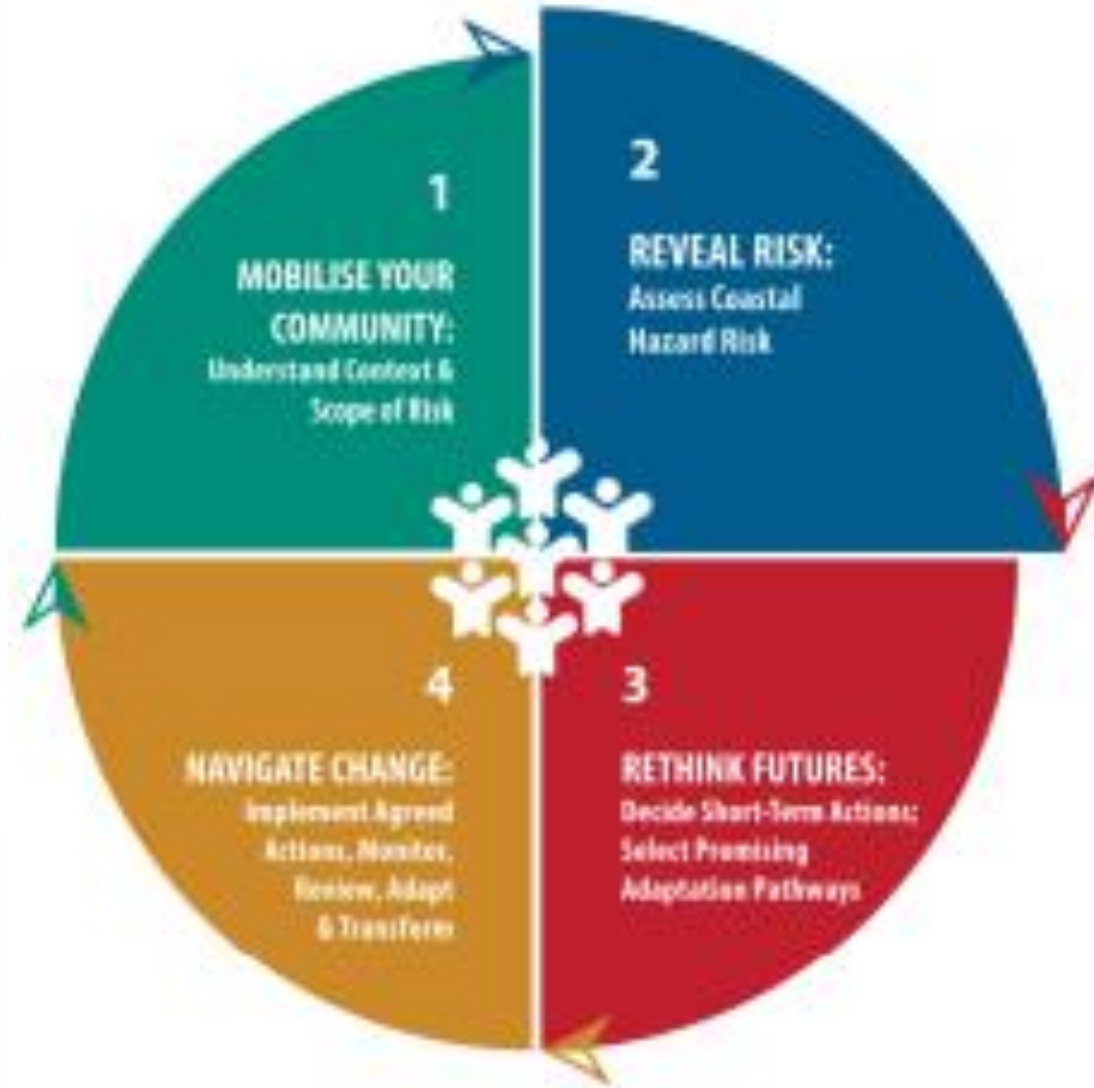 1
MOBILISE YOUR
COMMUNITY:
Understand Context &
Scope of Risk
2
REVEAL RISK:
Assess Coastal
Hazard Risk
3
RETHINK FUTURES:
Decide Short-Term Actions;
Select Promising
Adaptation Pathways
4
NAVIGATE CHANGE:
Implement Agreed
Actions, Monitor,
Review, Adapt
& Transform